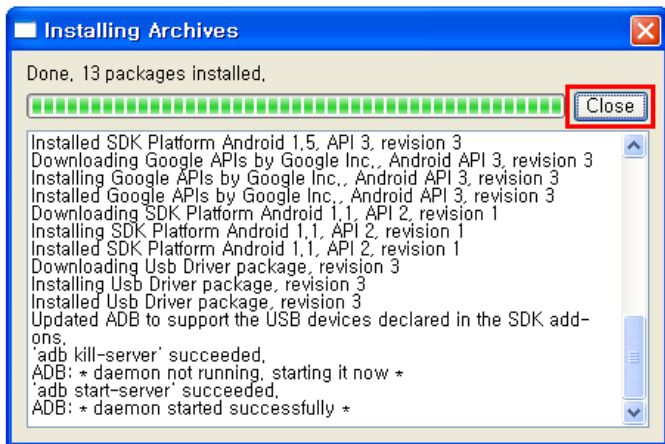 Installing Archives
Done, 13 packages installed,
Close
Installed SDK Platform Android 1,5, API 3, revision 3
Downloading Google APIs by Google Inc,, Android API 3, revision 3
Installing Google APIs by Google Inc,, Android API 3, revision 3
Installed Google APIs by Google Inc,, Android API 3, revision 3
Downloading SDK Platform Android 1,1, API 2, revision 1
Installing SDK Platform Android 1,1, API 2, revision 1
Installed SDK Platform Android 1,1, API 2, revision 1
Downloading Usb Driver package, revision 3
Installing Usb Driver package, revision 3
Installed Usb Driver package, revision 3
Updated ADB to support the USB devices declared in the SDK add-
ons,
'adb kill-server' succeeded,
ADB: * daemon not running, starting it now *
'adb start-server' succeeded,
ADB: * daemon started successfully *